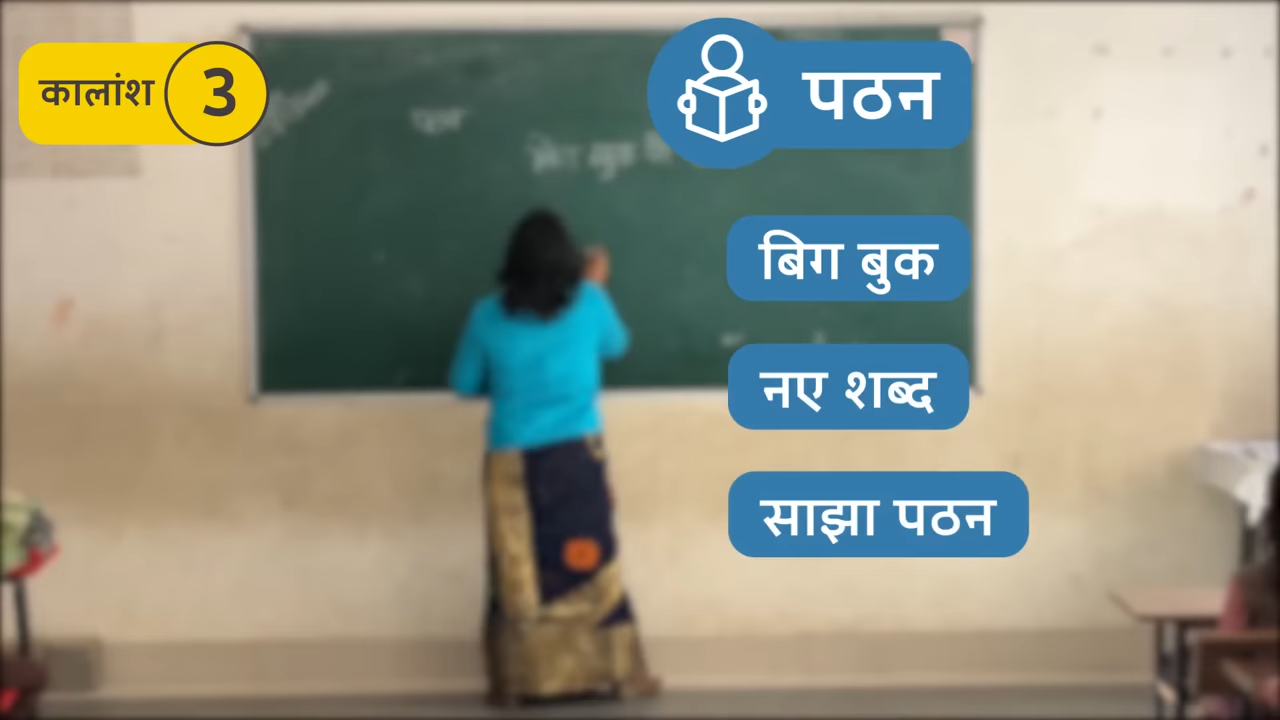 कालांश 3
पठन
बिग बुक
नए शब्द
साझा पठन